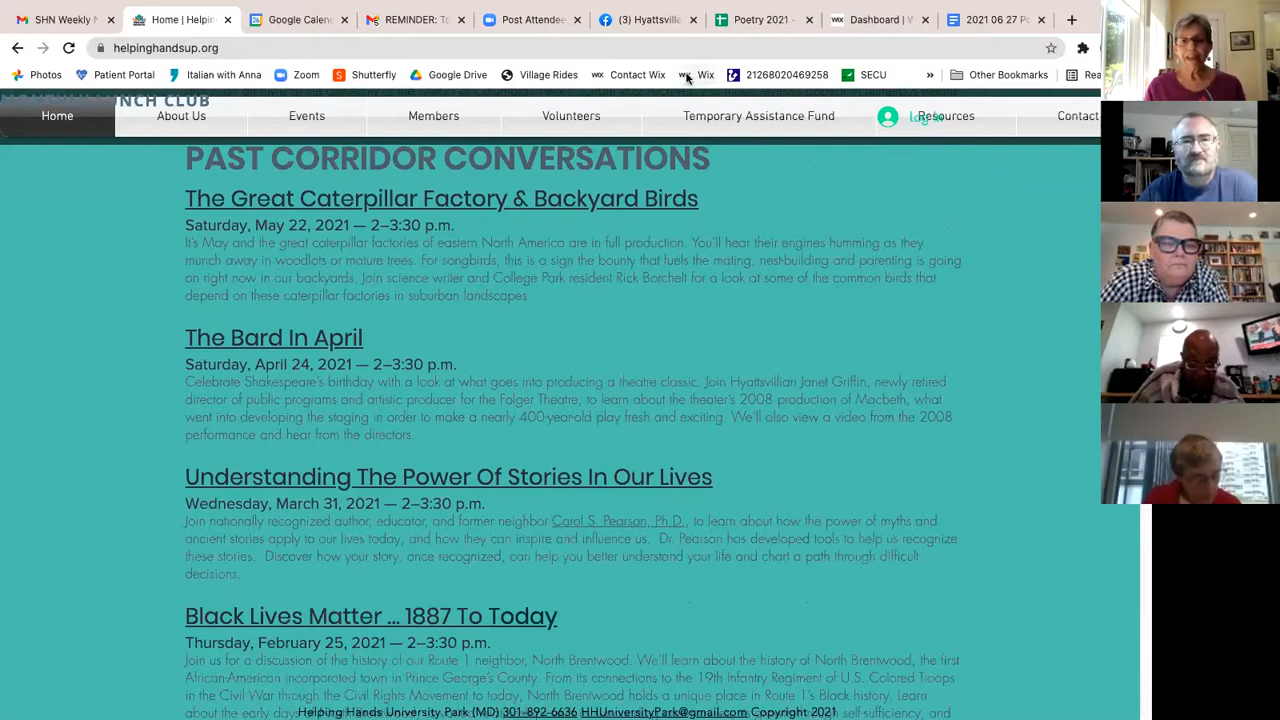 SHN Weekly N
Home | Helpin
Google Calen
REMINDER: To
Post Attende
(3) Hyattsville
Poetry 2021 -
Dashboard | W
2021 06 27 Po
helpinghandsup.org
Photos
Patient Portal
Italian with Anna
Zoom
Shutterfly
Google Drive
Village Rides
WIX Contact Wix
Wix
21268020469258
SECU
»
Other Bookmarks
Rea
UNCH CLUB
Home
About Us
Events
Members
Volunteers
Temporary Assistance Fund
Resources
Contact
PAST CORRIDOR CONVERSATIONS
The Great Caterpillar Factory & Backyard Birds
Saturday, May 22, 2021 — 2–3:30 p.m.
It's May and the great caterpillar factories of eastern North America are in full production. You'll hear their engines humming as they
munch away in woodlots or mature trees. For songbirds, this is a sign the bounty that fuels the mating, nest-building and parenting is going
on right now in our backyards. Join science writer and College Park resident Rick Borchelt for a look at some of the common birds that
depend on these caterpillar factories in suburban landscapes
The Bard In April
Saturday, April 24, 2021 — 2–3:30 p.m.
Celebrate Shakespeare's birthday with a look at what goes into producing a theatre classic. Join Hyattsvillian Janet Griffin, newly retired
director of public programs and artistic producer for the Folger Theatre, to learn about the theater's 2008 production of Macbeth, what
went into developing the staging in order to make a nearly 400-year-old play fresh and exciting. We'll also view a video from the 2008
performance and hear from the directors.
Understanding The Power Of Stories In Our Lives
Wednesday, March 31, 2021 — 2–3:30 p.m.
Join nationally recognized author, educator, and former neighbor Carol S. Pearson, Ph.D., to learn about how the power of myths and
ancient stories apply to our lives today, and how they can inspire and influence us. Dr. Pearson has developed tools to help us recognize
these stories. Discover how your story, once recognized, can help you better understand your life and chart a path through difficult
decisions.
Black Lives Matter ... 1887 To Today
Thursday, February 25, 2021 — 2–3:30 p.m.
Join us for a discussion of the history of our Route 1 neighbor, North Brentwood. We'll learn about the history of North Brentwood, the first
African-American incorporated town in Prince George's County. From its connections to the 19th Infantry Regiment of U.S. Colored Troops
in the Civil War through the Civil Rights Movement to today, North Brentwood holds a unique place in Route 1's Black history. Learn
about the early days
self-sufficiency, and
Helping Hands University Park (MD) 301-892-6636 HHUniversityPark@gmail.com Copyright 2021